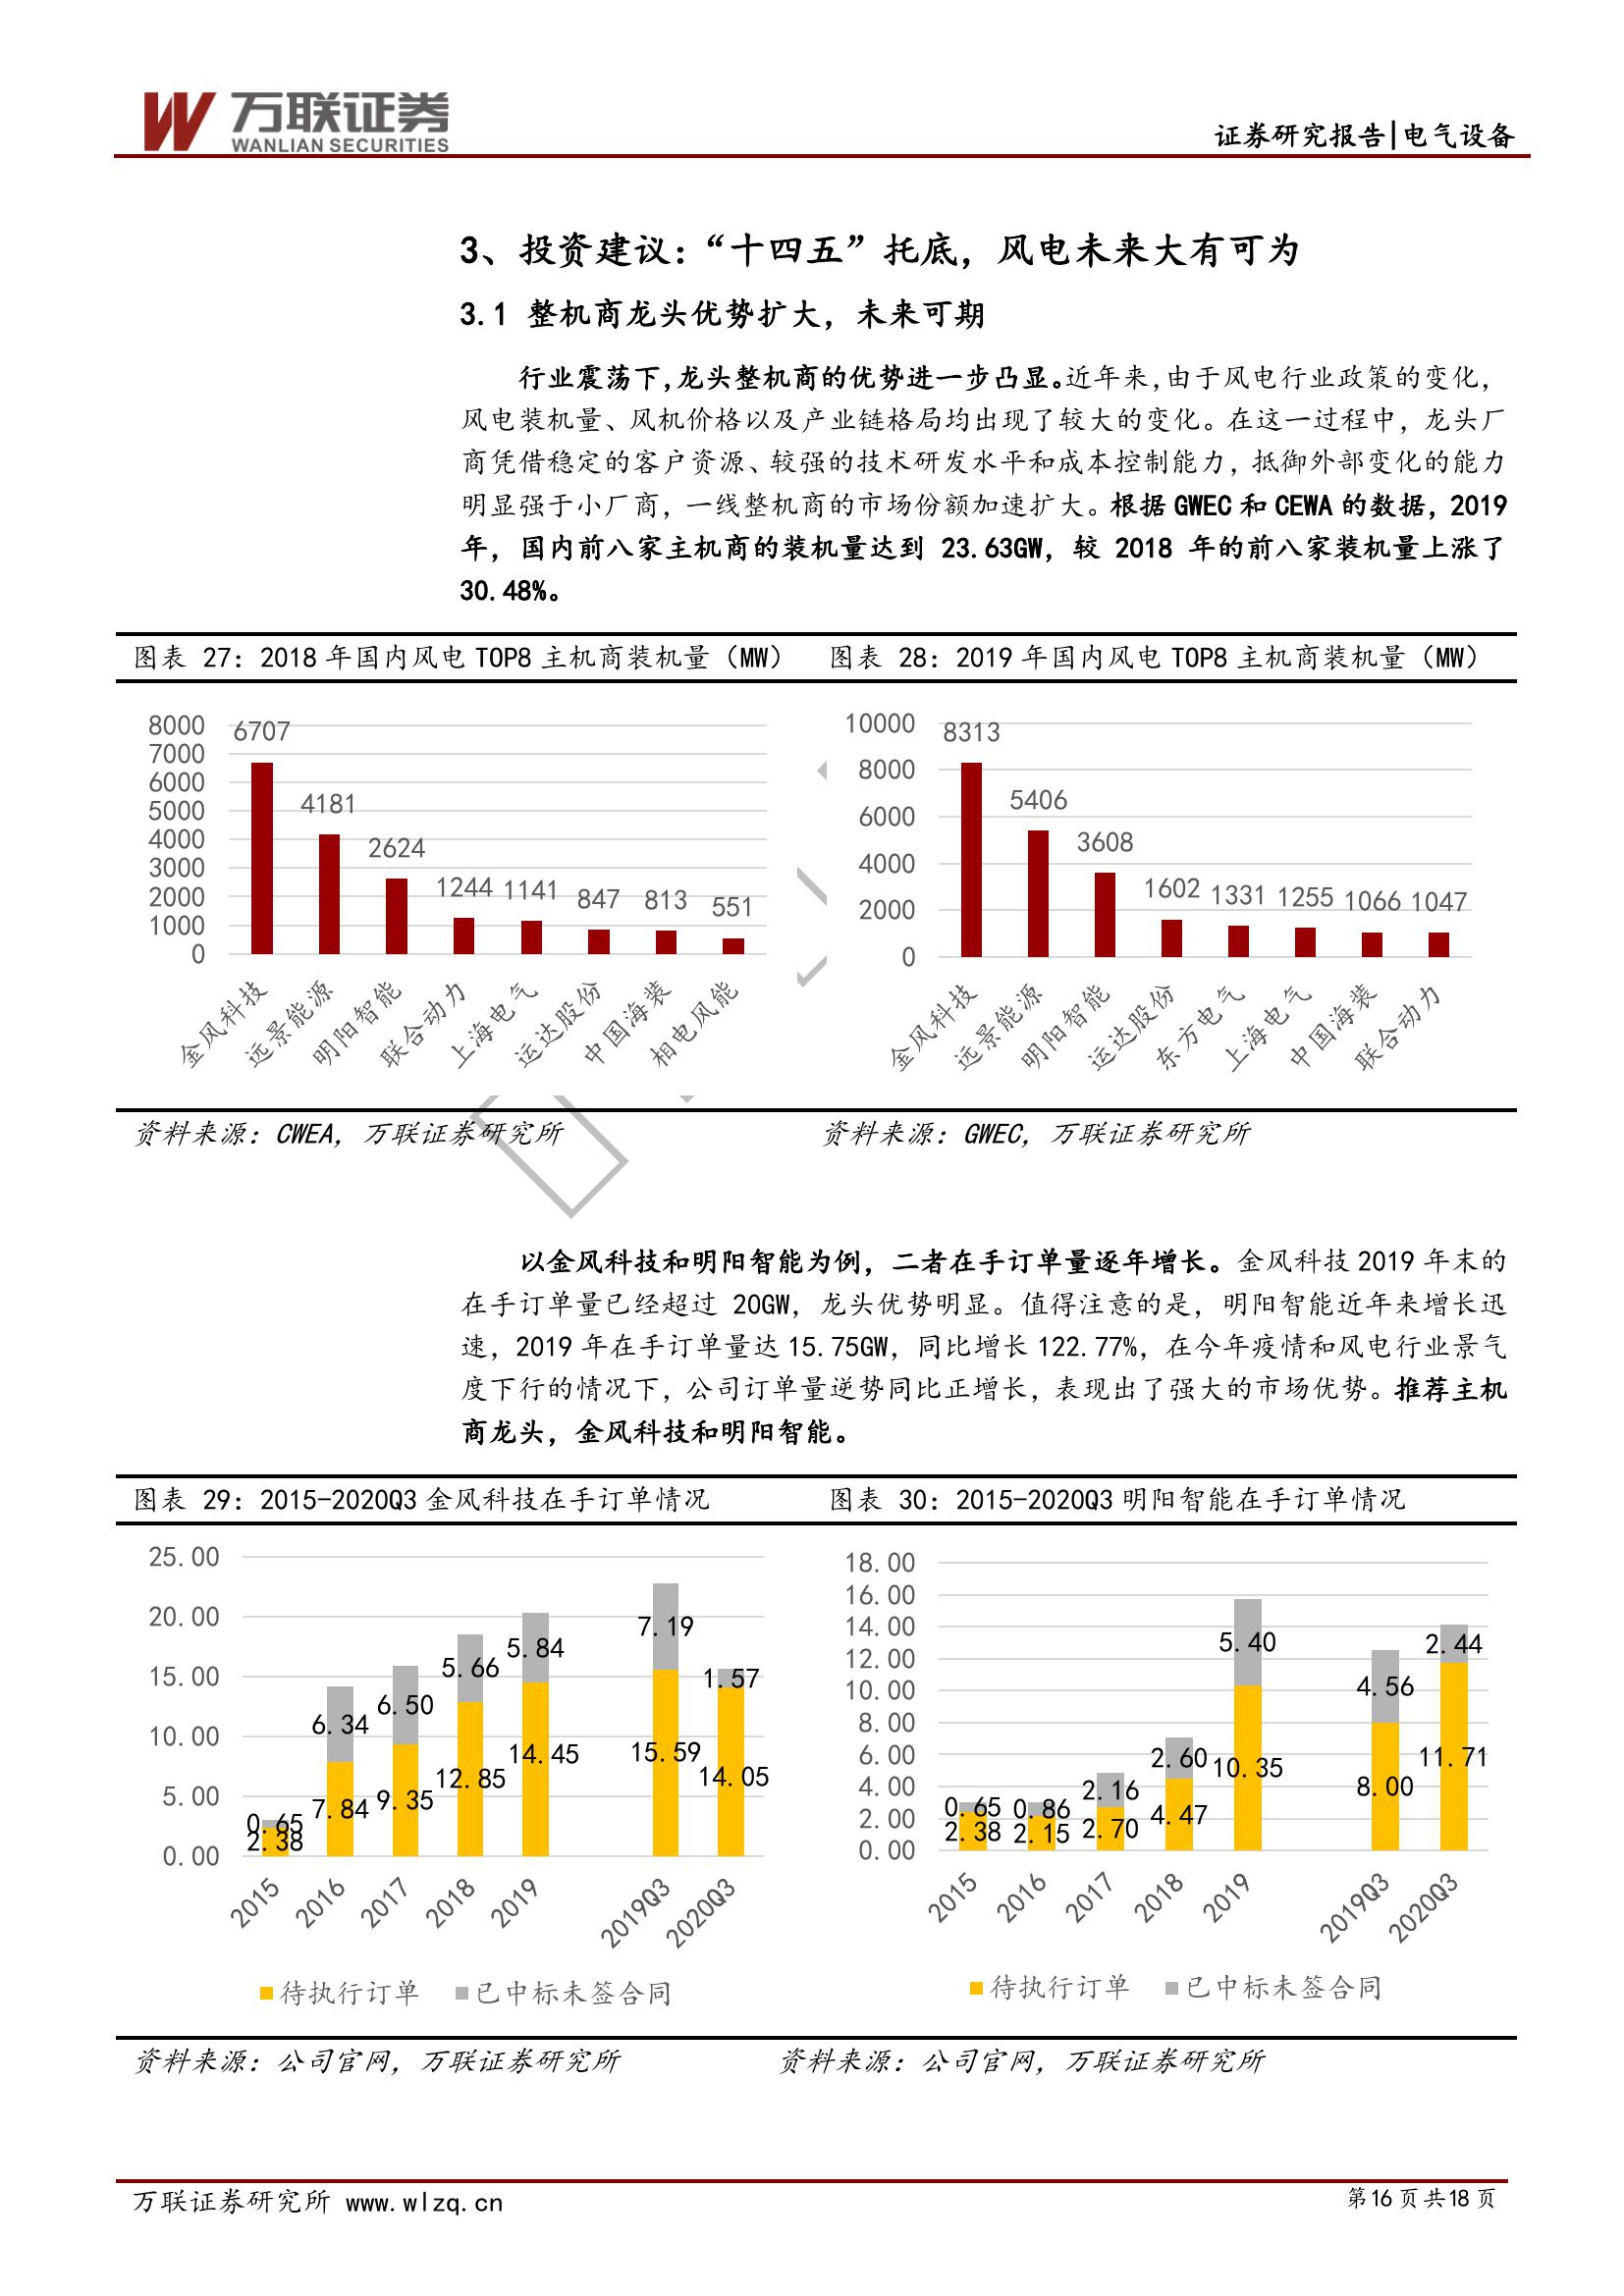 万联证券
WANLIAN SECURITIES
证券研究报告|电气设备
3、投资建议：“十四五”托底，风电未来大有可为
3.1 整机商龙头优势扩大，未来可期
行业震荡下，龙头整机商的优势进一步凸显。近年来，由于风电行业政策的变化，
风电装机量、风机价格以及产业链格局均出现了较大的变化。在这一过程中，龙头厂
商凭借稳定的客户资源、较强的技术研发水平和成本控制能力，抵御外部变化的能力
明显强于小厂商，一线整机商的市场份额加速扩大。根据 GWEC 和 CEWA 的数据，2019
年，国内前八家主机商的装机量达到 23.63GW，较 2018 年的前八家装机量上涨了
30.48%。
图表 27：2018 年国内风电 TOP8 主机商装机量（MW）
8000
7000
6000
5000
4000
3000
2000
1000
0
6707
4181
2624
1244
1141
847
813
551
金风科技
远景能源
明阳智能
联合动力
上海电气
运达股份
中国海装
湘电风能
资料来源：CWEA，万联证券研究所
图表 28：2019 年国内风电 TOP8 主机商装机量（MW）
10000
8000
6000
4000
2000
0
8313
5406
3608
1602
1331
1255
1066
1047
金风科技
远景能源
明阳智能
运达股份
东方电气
上海电气
中国海装
联合动力
资料来源：GWEC，万联证券研究所
以金风科技和明阳智能为例，二者在手订单量逐年增长。金风科技 2019 年末的
在手订单量已经超过 20GW，龙头优势明显。值得注意的是，明阳智能近年来增长迅
速，2019 年在手订单量达 15.75GW，同比增长 122.77%，在今年疫情和风电行业景气
度下行的情况下，公司订单量逆势同比正增长，表现出了强大的市场优势。推荐主机
商龙头，金风科技和明阳智能。
图表 29：2015-2020Q3 金风科技在手订单情况
25.00
20.00
15.00
10.00
5.00
0.00
0.65
2.38
6.34
7.84
6.50
9.35
5.66
12.85
5.84
14.45
7.19
15.59
1.57
14.05
2015
2016
2017
2018
2019
2019Q3
2020Q3
待执行订单 已中标未签合同
资料来源：公司官网，万联证券研究所
图表 30：2015-2020Q3 明阳智能在手订单情况
18.00
16.00
14.00
12.00
10.00
8.00
6.00
4.00
2.00
0.00
0.65
2.38
0.86
2.15
2.16
2.70
2.60
4.47
5.40
10.35
4.56
8.00
2.44
11.71
2015
2016
2017
2018
2019
2019Q3
2020Q3
待执行订单 已中标未签合同
资料来源：公司官网，万联证券研究所
万联证券研究所 www.wlzq.cn
第 16 页 共 18 页